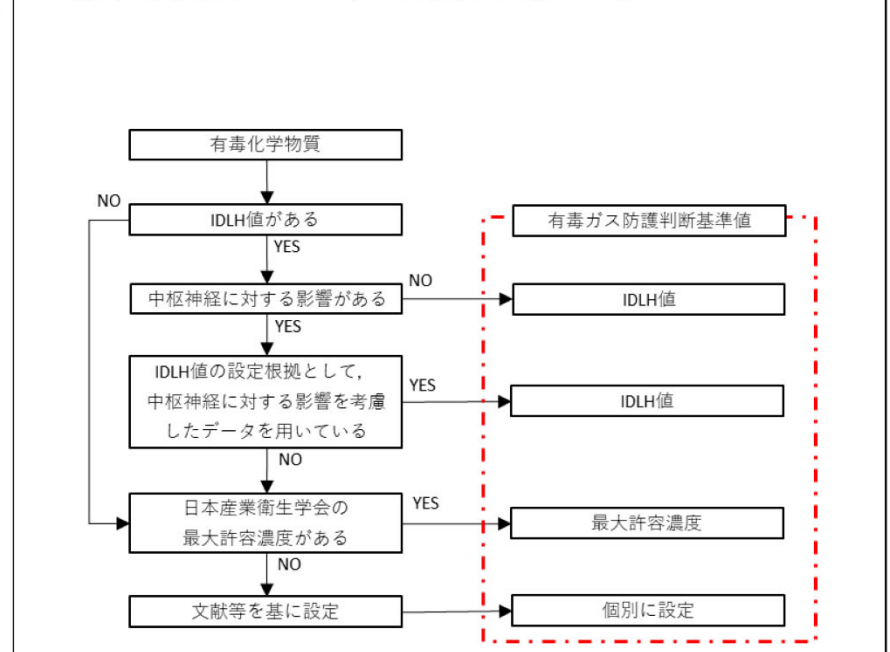 有毒化学物質
NO
IDLH値がある
有毒ガス防護判断基準値
YES
中枢神経に対する影響がある
NO
IDLH値
YES
IDLH値の設定根拠として，
中枢神経に対する影響を考慮
したデータを用いている
YES
IDLH値
NO
日本産業衛生学会の
最大許容濃度がある
YES
最大許容濃度
NO
文献等を基に設定
個別に設定